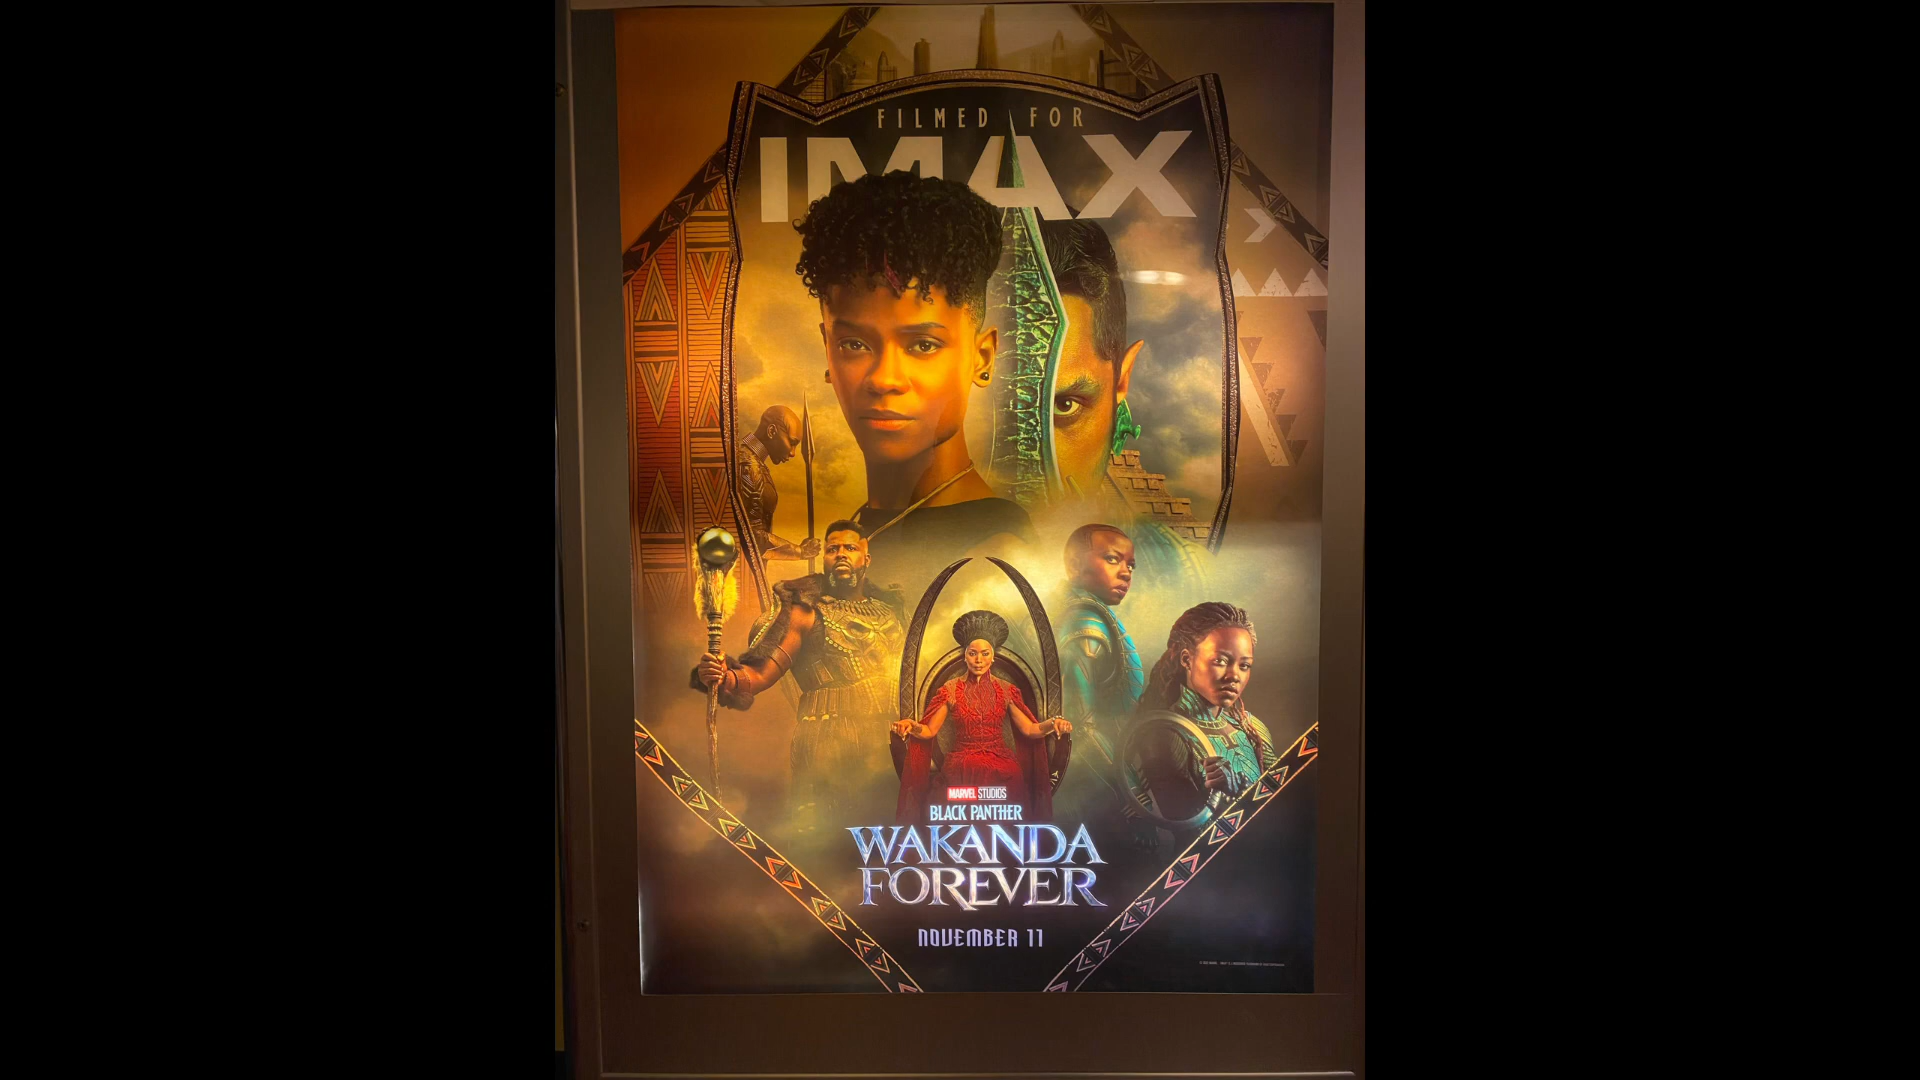 FILMED FOR
IMAX
MARVEL STUDIOS
BLACK PANTHER
WAKANDA
FOREVER
NOVEMBER 11